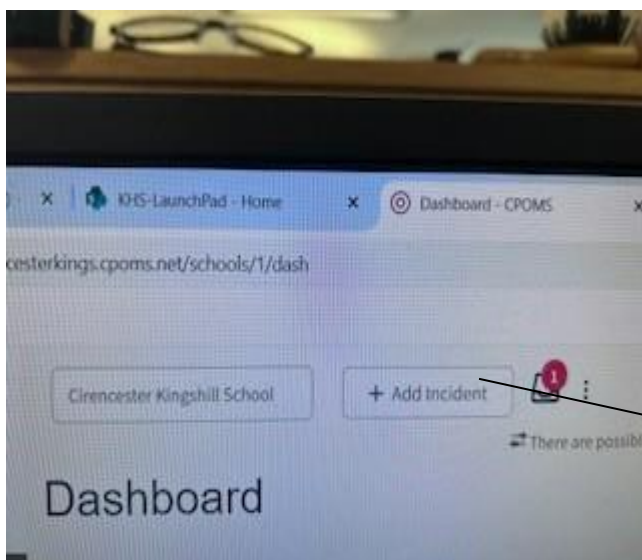 KHS-LaunchPad - Home
Dashboard - CPOMS
cesterkings.cpoms.net/schools/1/dash
Cirencester Kingshill School
+ Add Incident
1
There are possibl
Dashboard